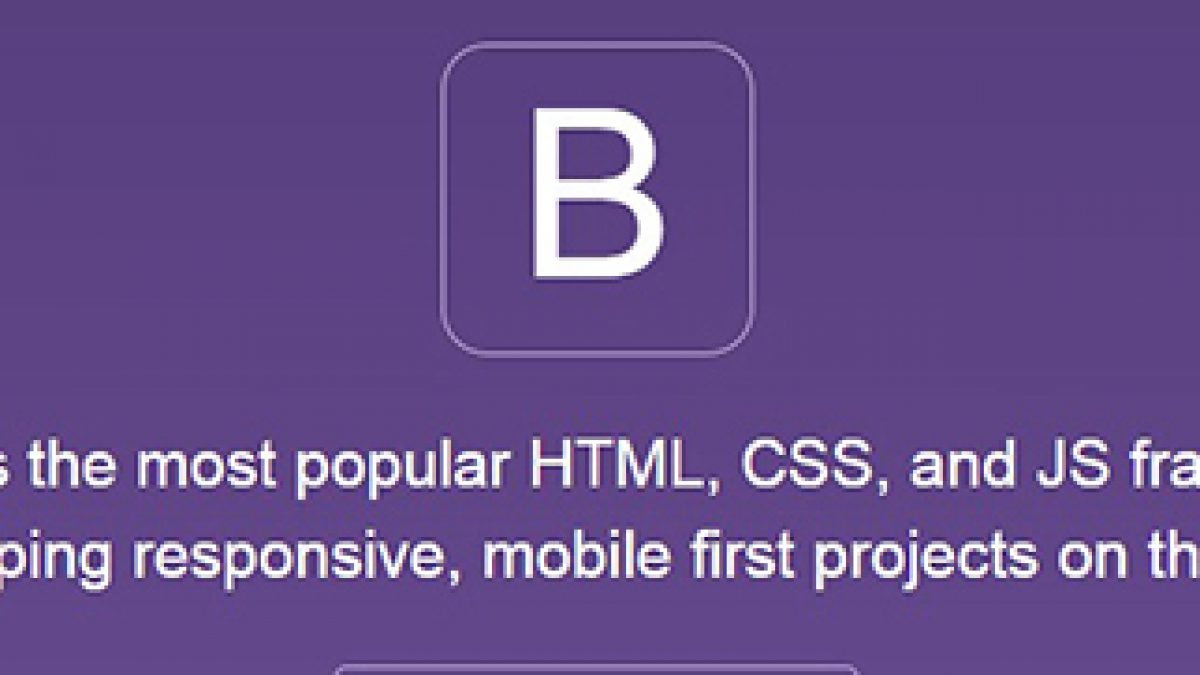 B
the most popular HTML, CSS, and JS
responsive, mobile first projects on